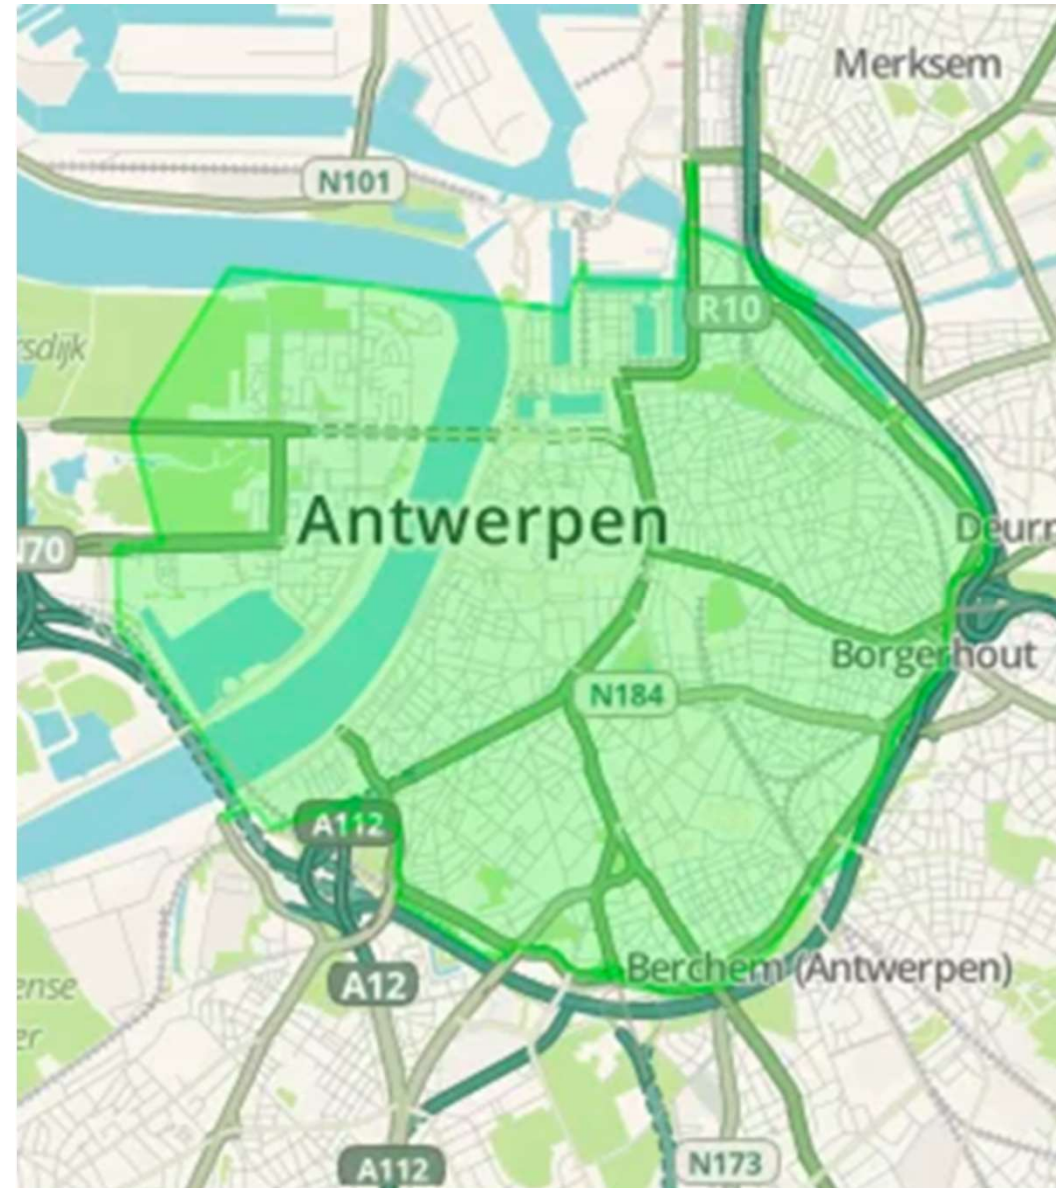 Merksem
N101
R10
rsdijk
Antwerpen
Deurn
N70
Borgerhout
N184
A112
Berchem (Antwerpen)
A12
ense
er
A112
N173